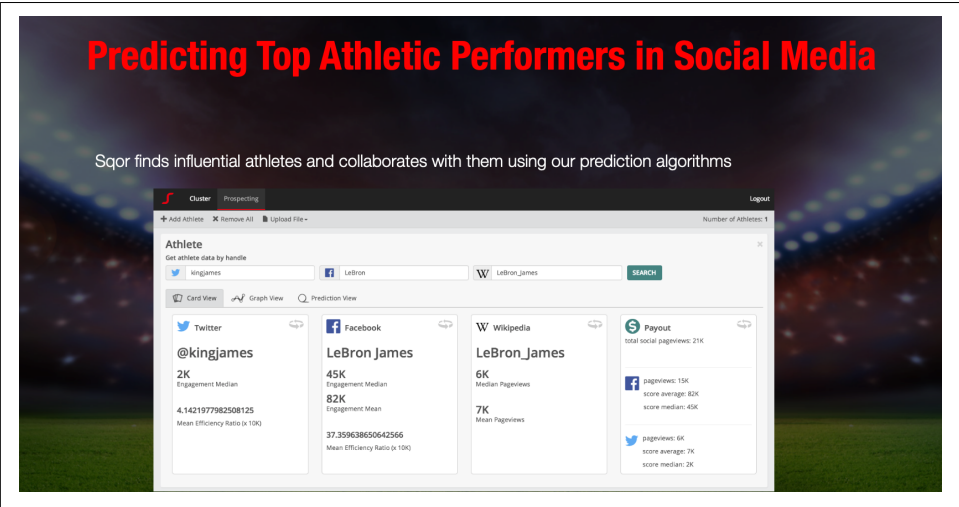 Predicting Top Athletic Performers in Social Media
Sqor finds influential athletes and collaborates with them using our prediction algorithms
Cluster Prospecting Logout
Add Athlete Remove All Upload File Number of Athletes: 1
Athlete
Get athlete data by handle
kingjames LeBron W LeBron_James SEARCH
Card View Graph View Prediction View
Twitter
@kingjames
2K
Engagement Median
4.1421977982508125
Mean Efficiency Ratio (x 10K)
Facebook
LeBron James
45K
Engagement Median
82K
Engagement Mean
37.359638650642566
Mean Efficiency Ratio (x 10K)
W Wikipedia
LeBron_James
6K
Median Pageviews
7K
Mean Pageviews
Payout
total social pageviews: 21K
pageviews: 15K
score average: 82K
score median: 45K
pageviews: 6K
score average: 7K
score median: 2K